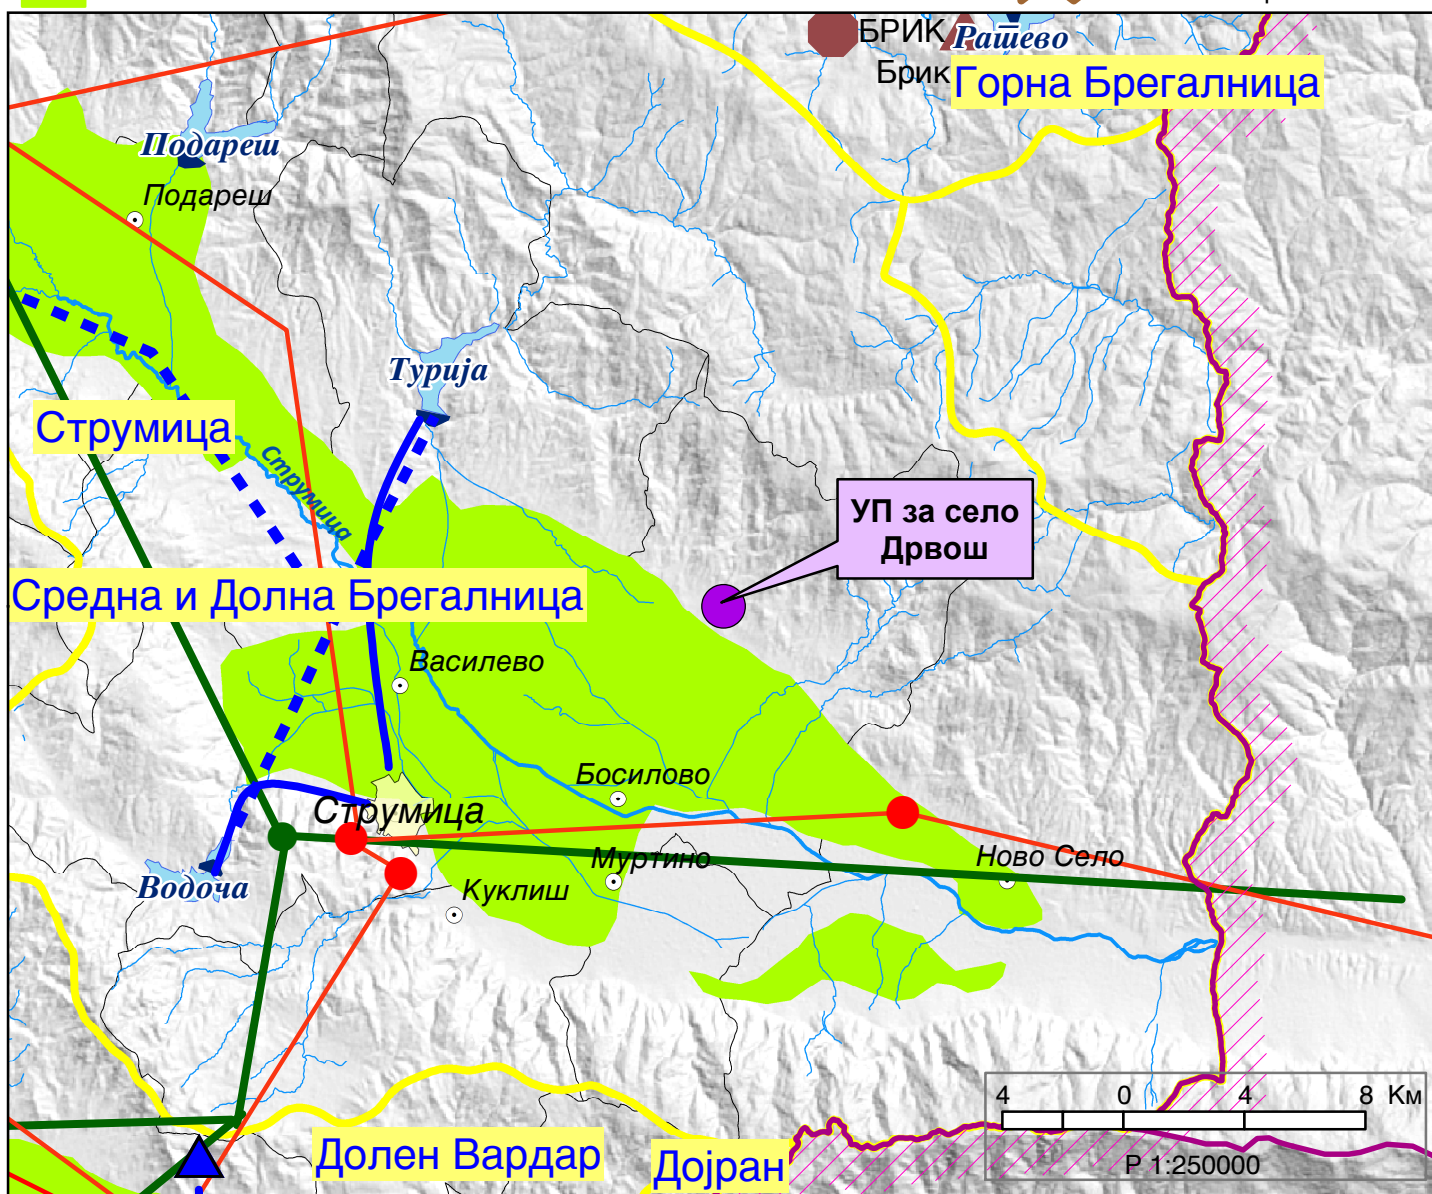 БРИК
Рашево
Брик
Горна Брегалница
Подареш
Подареш
Турија
Струмица
Струмица
УП за село
Дрвош
Средна и Долна Брегалница
Василево
Босилово
Струмица
Муртино
Ново Село
Водоча
Куклиш
4 0 4 8 Км
Р 1:250000
Долен Вардар
Дојран